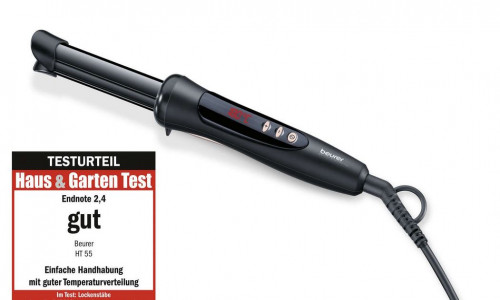 beurer
TESTURTEIL
Haus & Garten Test
Endnote 2,4
gut
Beurer
HT 55
Einfache Handhabung
mit guter Temperaturverteilung
Im Test: Lockenstäbe